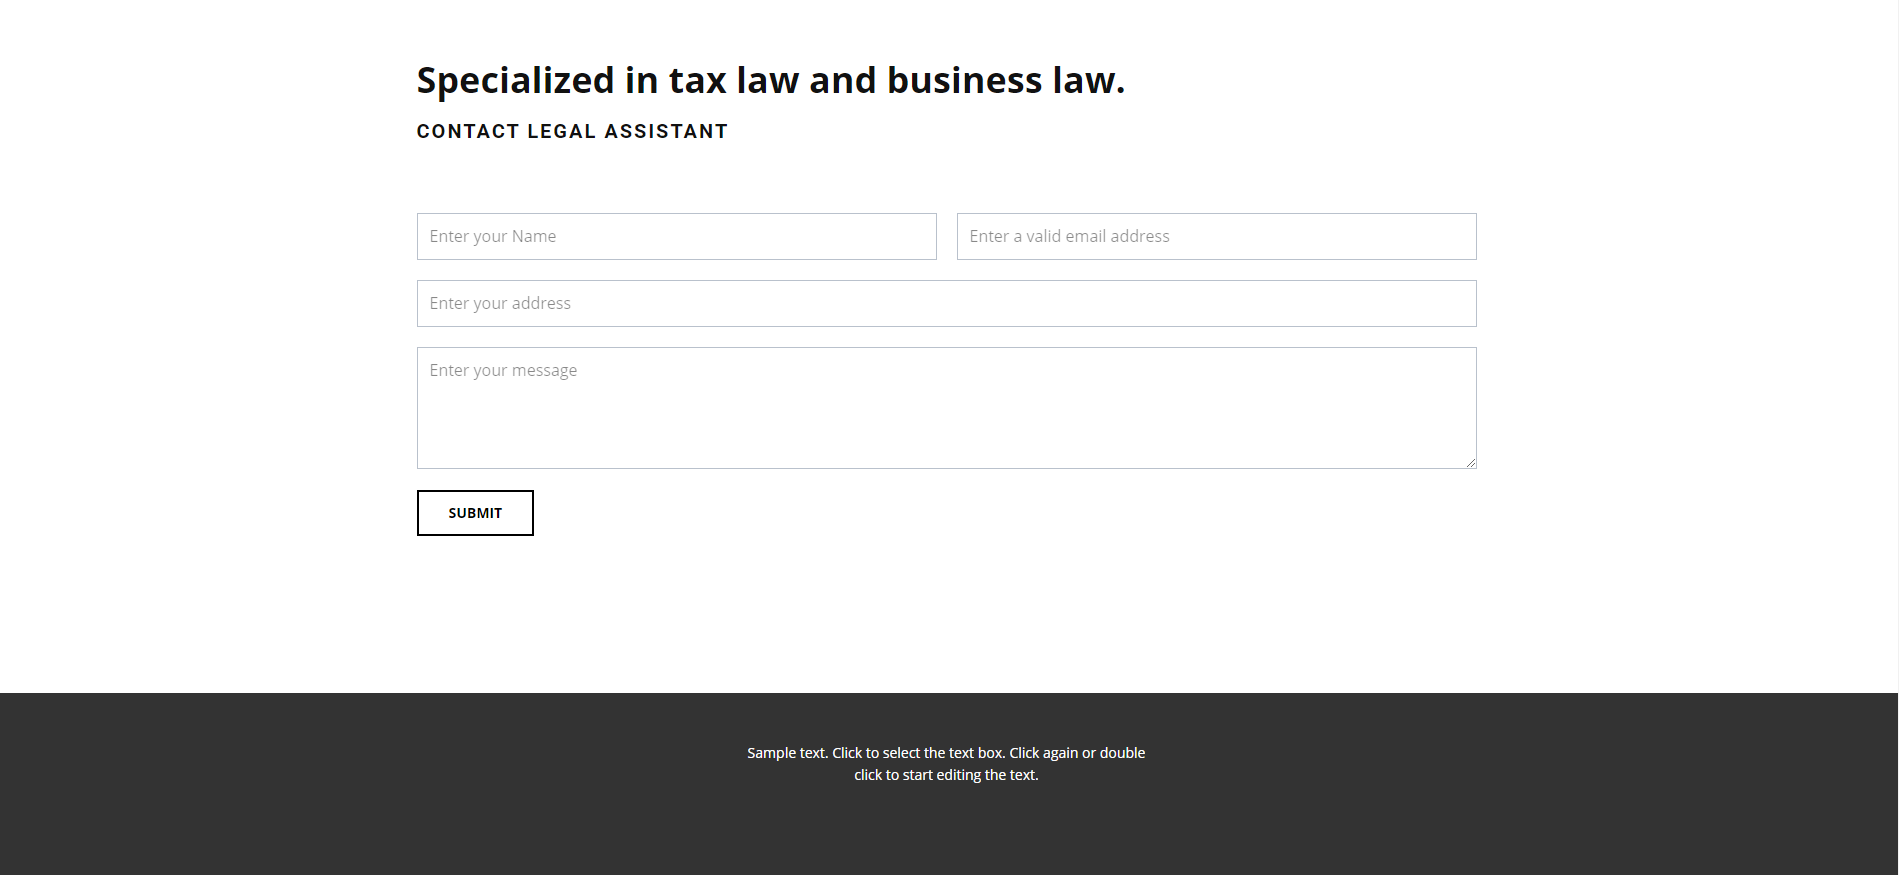 Specialized in tax law and business law.
CONTACT LEGAL ASSISTANT
Enter your Name
Enter a valid email address
Enter your address
Enter your message
SUBMIT
Sample text. Click to select the text box. Click again or double
click to start editing the text.